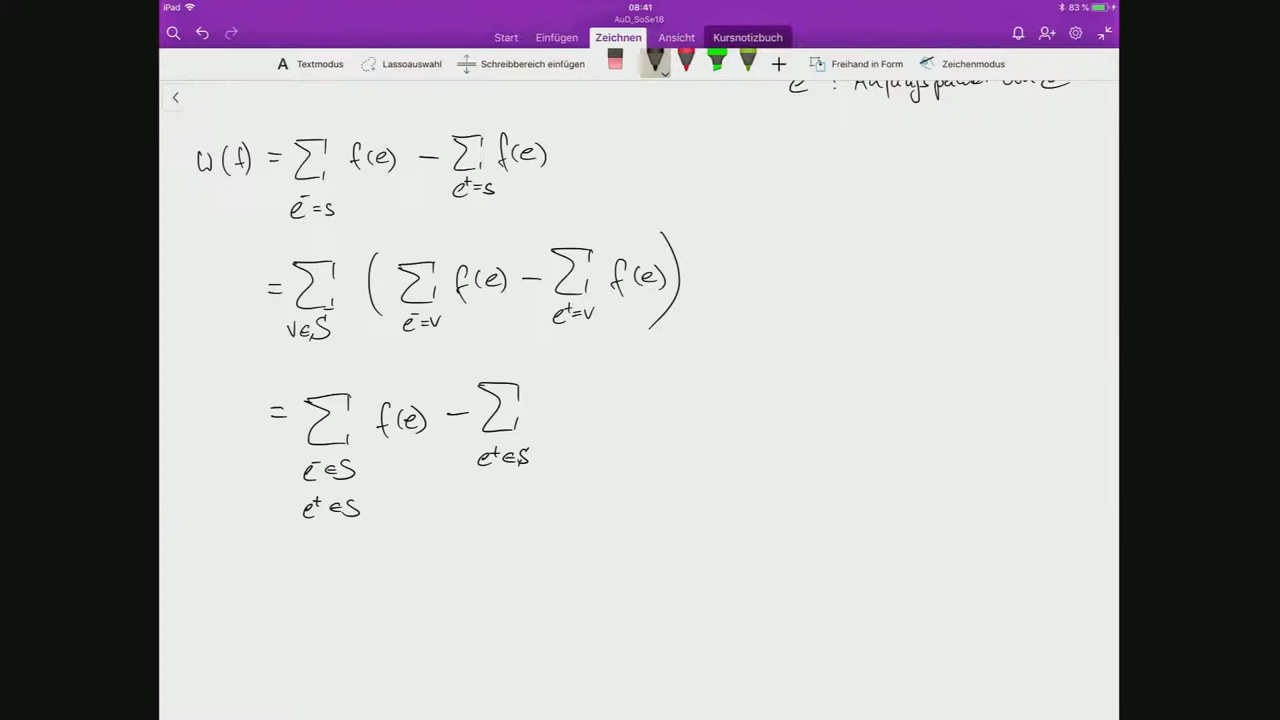 iPad 08:41 83 %
AuD_SoSe18
Start Einfügen Zeichnen Ansicht Kursnotizbuch
A Textmodus Lassoauswahl Schreibbereich einfügen Freihand in Form Zeichenmodus
e⁻ :
ω(f) = ∑ f(e) − ∑ f(e)
e⁻=s e⁺=s
= ∑ ( ∑ f(e) − ∑ f(e) )
v∈S e⁻=v e⁺=v
= ∑ f(e) − ∑
e⁻∈S e⁺∈S
e⁺∈S